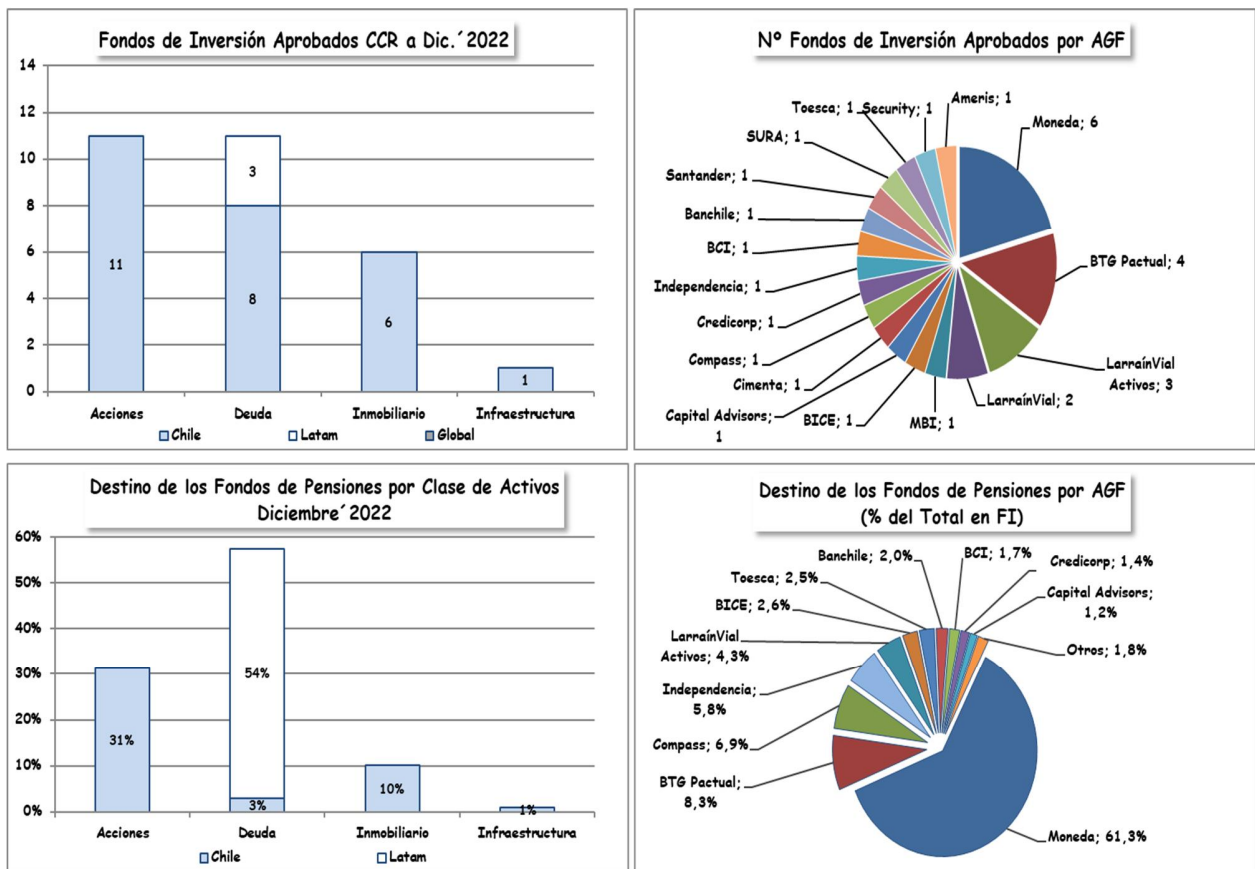 Fondos de Inversión Aprobados CCR a Dic.´2022
14
12
10
8
6
4
2
0
11
3
8
6
1
Acciones
Deuda
Inmobiliario
Infraestructura
Chile
Latam
Global
Nº Fondos de Inversión Aprobados por AGF
Ameris; 1
Security; 1
Toesca; 1
Moneda; 6
SURA; 1
Santander; 1
Banchile; 1
BTG Pactual; 4
BCI; 1
Independencia; 1
Credicorp; 1
Compass; 1
LarraínVial
Activos; 3
Cimenta; 1
LarraínVial; 2
Capital Advisors;
1
BICE; 1
MBI; 1
Destino de los Fondos de Pensiones por Clase de Activos
Diciembre´2022
60%
50%
40%
30%
20%
10%
0%
31%
54%
3%
10%
1%
Acciones
Deuda
Inmobiliario
Infraestructura
Chile
Latam
Destino de los Fondos de Pensiones por AGF
(% del Total en FI)
Banchile; 2,0%
BCI; 1,7%
Credicorp; 1,4%
Toesca; 2,5%
Capital Advisors;
1,2%
BICE; 2,6%
LarraínVial
Activos; 4,3%
Otros; 1,8%
Independencia;
5,8%
Compass; 6,9%
BTG Pactual;
8,3%
Moneda; 61,3%